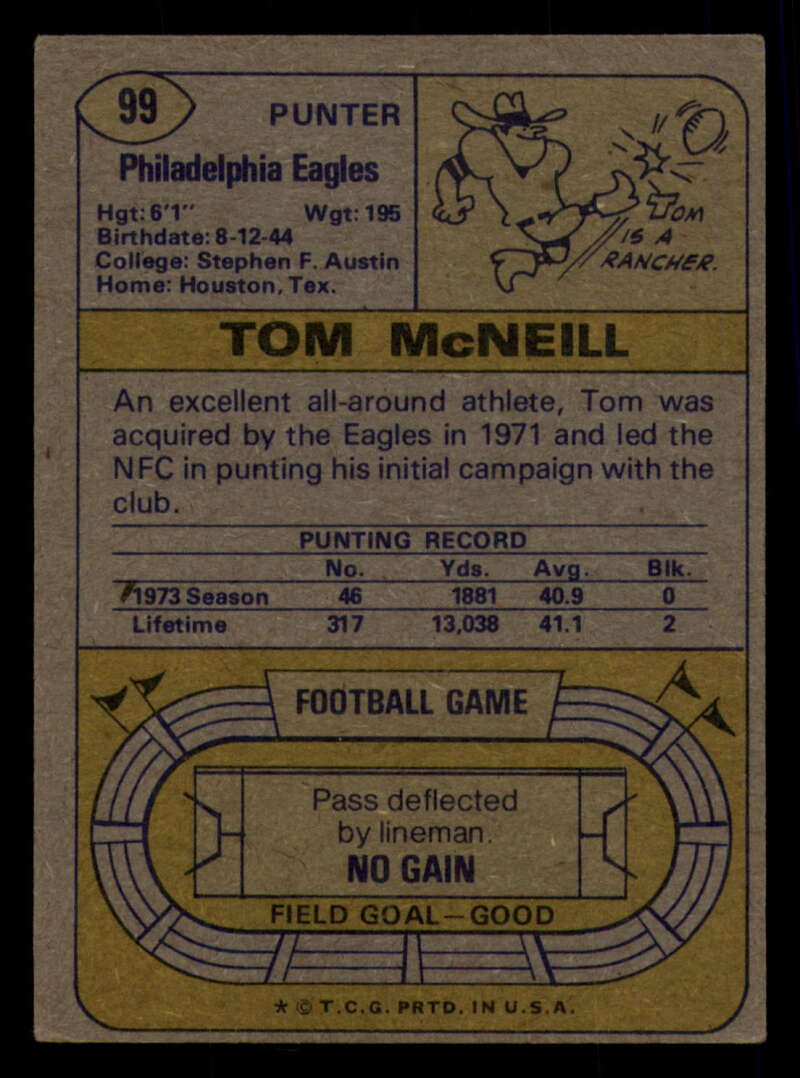 99
PUNTER
Philadelphia Eagles
Hgt: 6'1" Wgt: 195
Birthdate: 8-12-44
College: Stephen F. Austin
Home: Houston, Tex.
TOM
IS A
RANCHER.
TOM McNEILL
An excellent all-around athlete, Tom was
acquired by the Eagles in 1971 and led the
NFC in punting his initial campaign with the
club.
PUNTING RECORD
No. Yds. Avg. Blk.
1973 Season 46 1881 40.9 0
Lifetime 317 13,038 41.1 2
FOOTBALL GAME
Pass deflected
by lineman.
NO GAIN
FIELD GOAL—GOOD
* © T.C.G. PRTD. IN U.S.A.